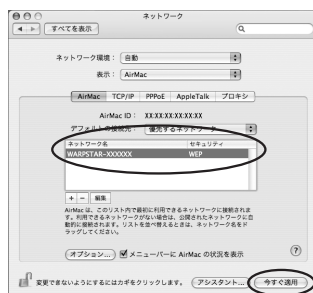 ネットワーク
すべてを表示
ネットワーク環境： 自動
表示： AirMac
AirMac TCP/IP PPPoE AppleTalk プロキシ
AirMac ID： XX:XX:XX:XX:XX:XX
デフォルトの接続先： 優先するネットワーク
ネットワーク名 セキュリティ
WARPSTAR-XXXXXX WEP
+ - 編集
AirMac は、このリスト内で最初に利用できるネットワークに接続されま
す。利用できるネットワークがない場合は、公開されたネットワークに自
動的に接続されます。リストを並べ替えるときは、ネットワーク名をド
ラッグしてください。
オプション... メニューバーに AirMac の状況を表示
?
変更できないようにするにはカギをクリックします。 アシスタント... 今すぐ適用